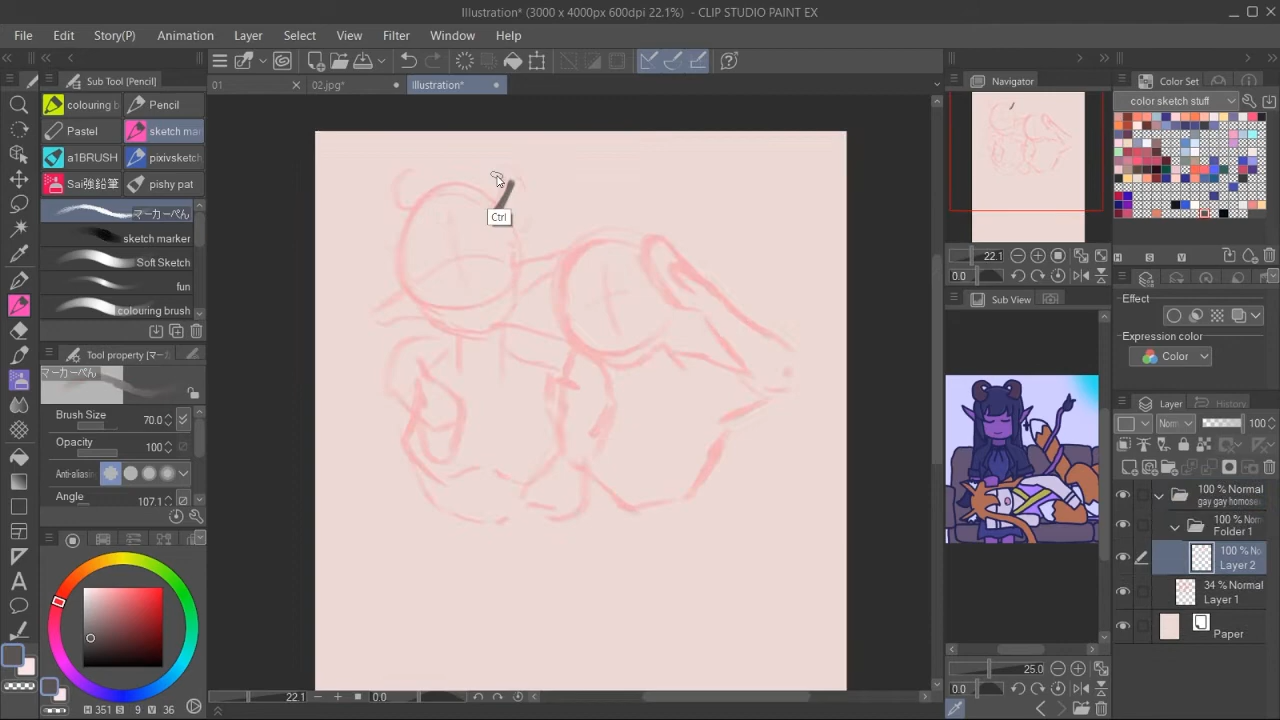 Illustration* (3000 x 4000px 600dpi 22.1%) - CLIP STUDIO PAINT EX
File Edit Story(P) Animation Layer Select View Filter Window Help
Sub Tool [Pencil]
01
02.jpg*
Illustration*
Navigator
Color Set
colouring b
Pencil
color sketch stuff
Pastel
sketch mar
a1BRUSH
pixivsketch
Sai強鉛筆
pishy pat
マーカーぺん
sketch marker
Soft Sketch
fun
colouring brush
Ctrl
22.1
0.0
H S V
Sub View
Effect
Expression color
Color
Tool property [マー
マーカーぺん
Brush Size 70.0
Opacity 100
Anti-aliasin
Angle 107.1
Layer
History
Norm
100
100 % Normal
gay gay homose
100 % Norm
Folder 1
100 % No
Layer 2
34 % Normal
Layer 1
Paper
25.0
0.0
H 351 S 9 V 36
22.1
0.0